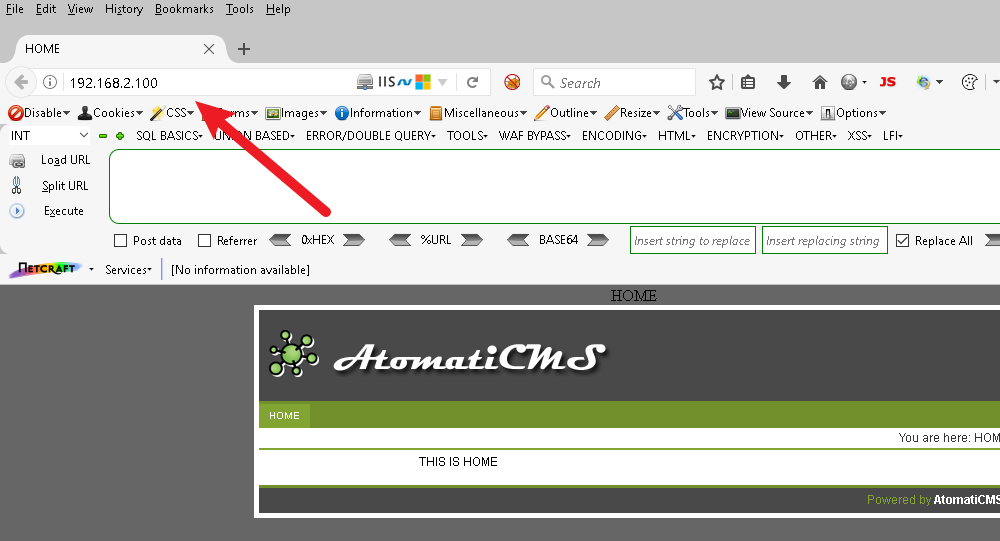 File Edit View History Bookmarks Tools Help
HOME
192.168.2.100 IIS Search JS
Disable Cookies CSS Forms Images Information Miscellaneous Outline Resize Tools View Source Options
INT SQL BASICS UNION BASED ERROR/DOUBLE QUERY TOOLS WAF BYPASS ENCODING HTML ENCRYPTION OTHER XSS LFI
Load URL
Split URL
Execute
Post data Referrer 0xHEX %URL BASE64 Insert string to replace Insert replacing string Replace All
NETCRAFT Services [No information available]
HOME
AtomatiCMS
HOME
You are here: HOM
THIS IS HOME
Powered by AtomatiCMS